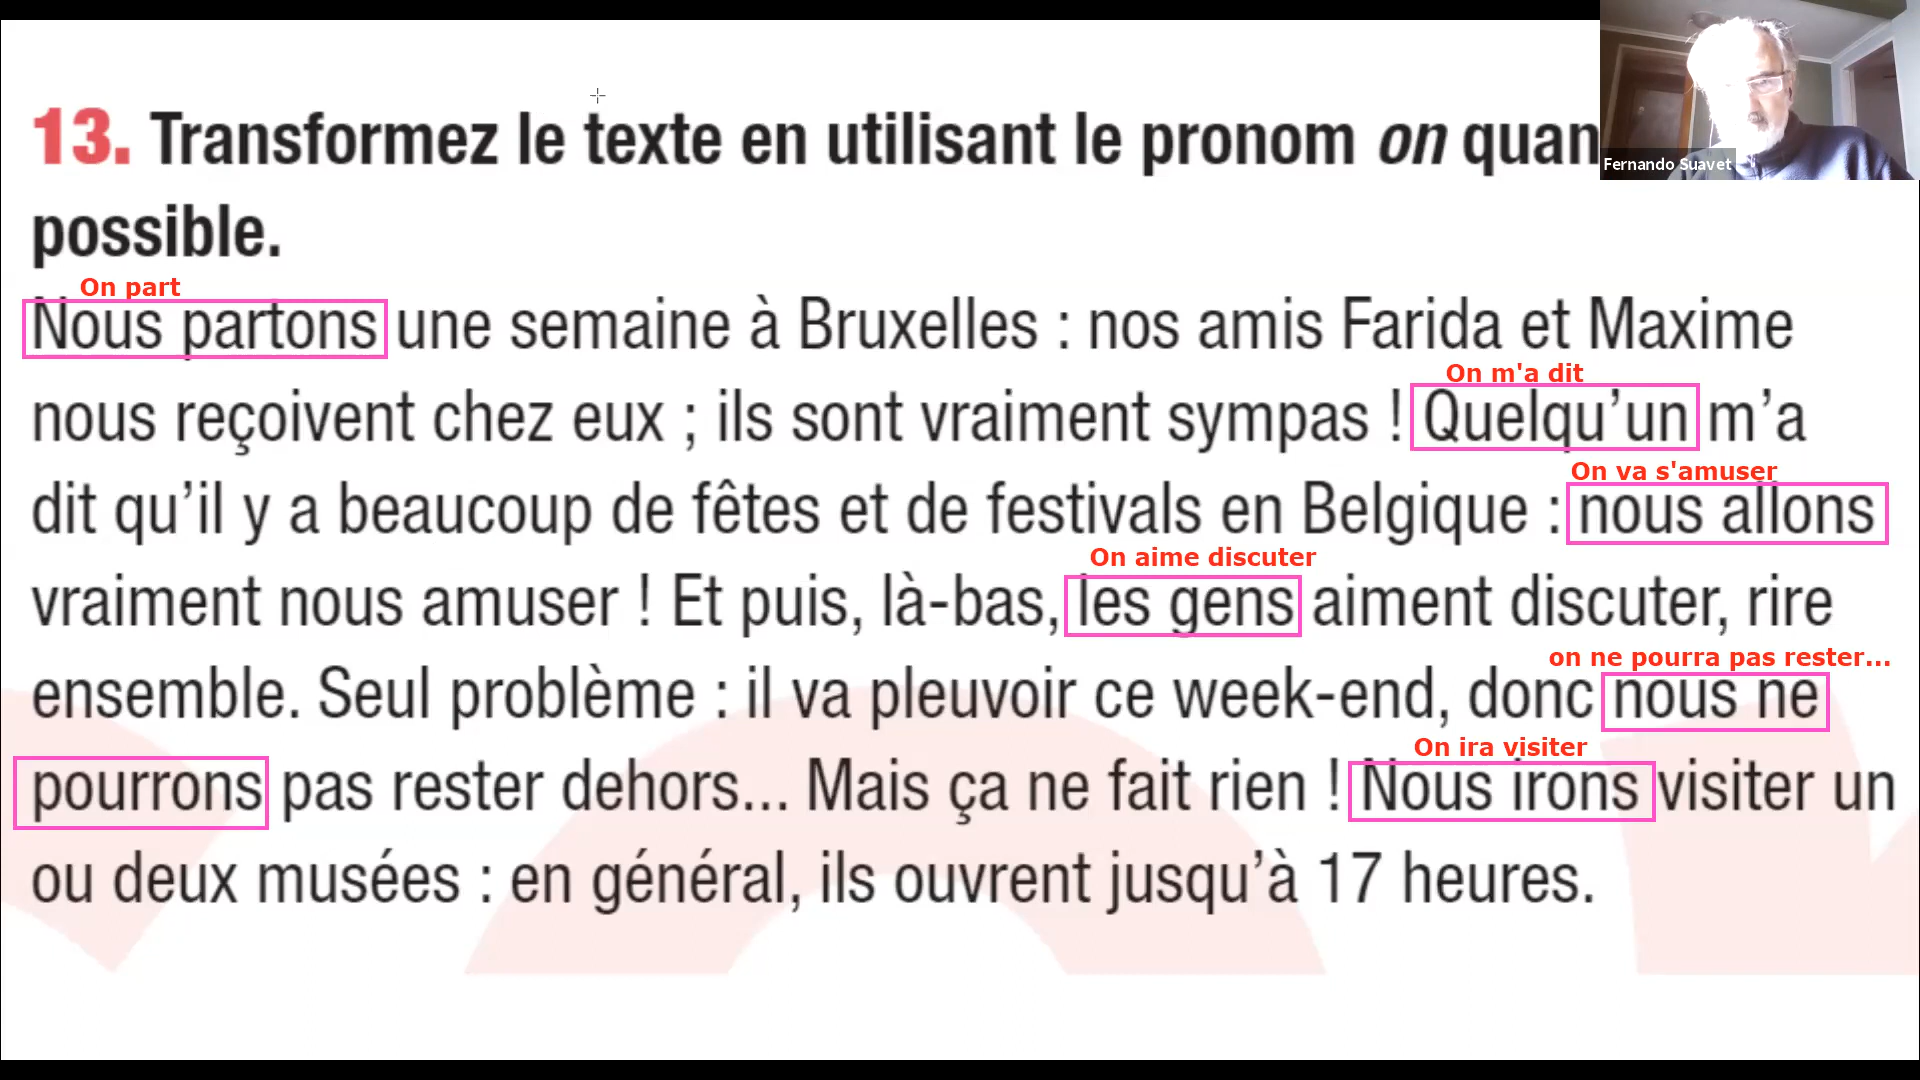 13. Transformez le texte en utilisant le pronom on quan
Fernando Suavet
possible.
On part
Nous partons une semaine à Bruxelles : nos amis Farida et Maxime
On m'a dit
nous reçoivent chez eux ; ils sont vraiment sympas ! Quelqu’un m’a
On va s'amuser
dit qu’il y a beaucoup de fêtes et de festivals en Belgique : nous allons
On aime discuter
vraiment nous amuser ! Et puis, là-bas, les gens aiment discuter, rire
on ne pourra pas rester...
ensemble. Seul problème : il va pleuvoir ce week-end, donc nous ne
On ira visiter
pourrons pas rester dehors... Mais ça ne fait rien ! Nous irons visiter un
ou deux musées : en général, ils ouvrent jusqu’à 17 heures.